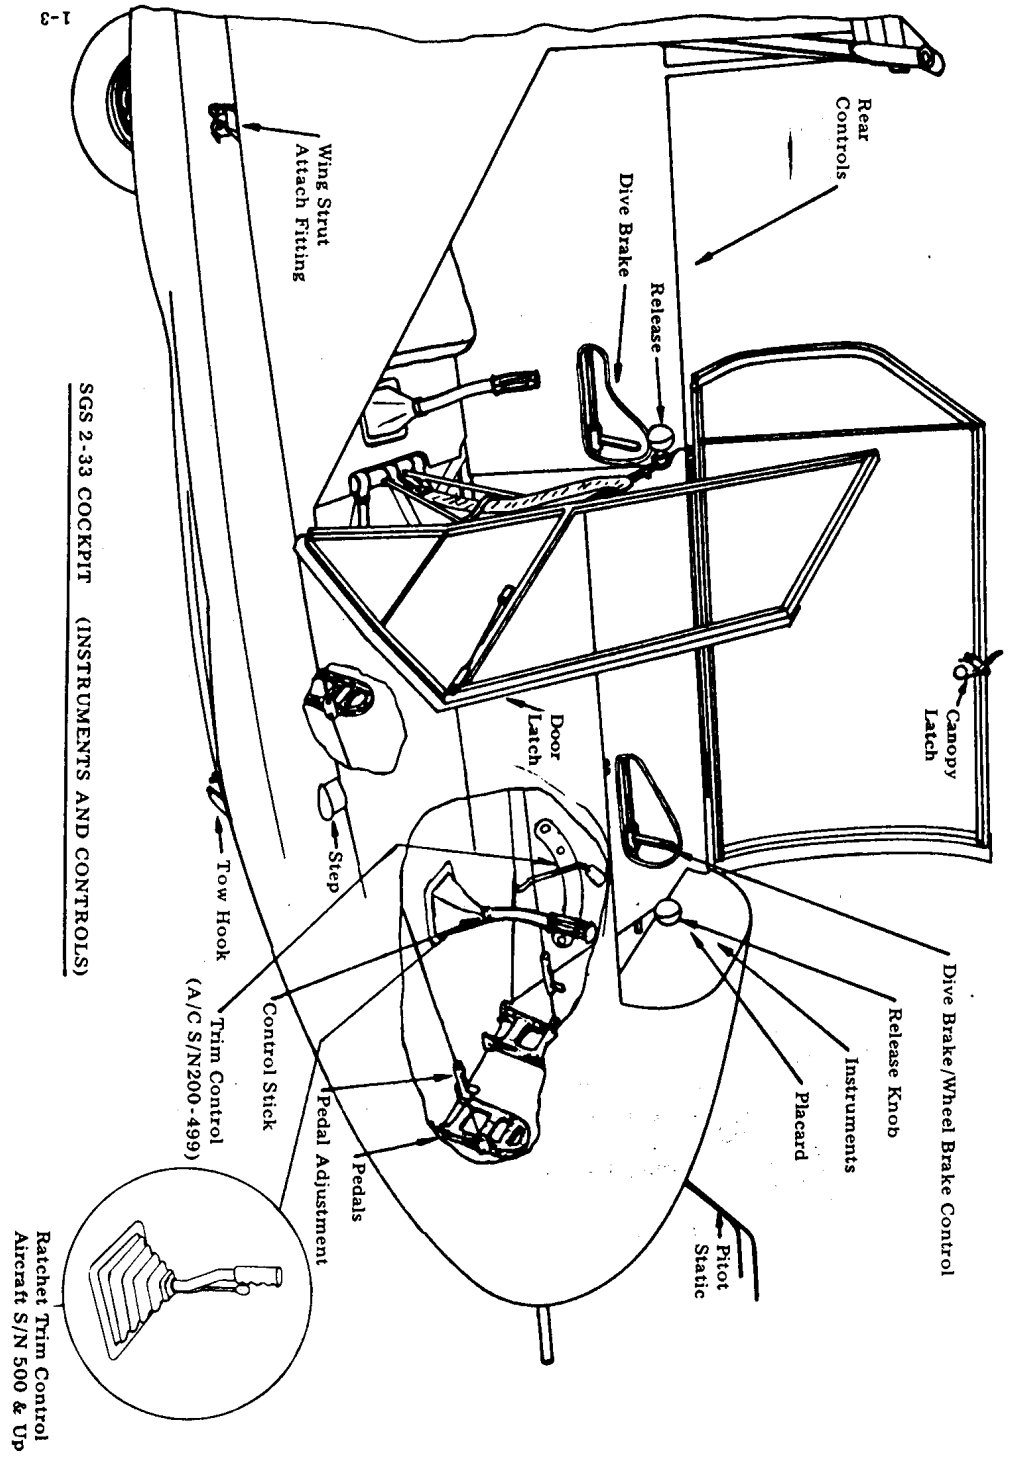 Rear
Controls
Dive Brake
Release
Wing Strut
Attach Fitting
Canopy
Latch
Door
Latch
Step
Tow Hook
Dive Brake/Wheel Brake Control
Release Knob
Instruments
Placard
Pitot
Static
Pedals
Pedal Adjustment
Control Stick
Trim Control
(A/C S/N200-499)
Ratchet Trim Control
Aircraft S/N 500 & Up
SGS 2-33 COCKPIT (INSTRUMENTS AND CONTROLS)
1-3